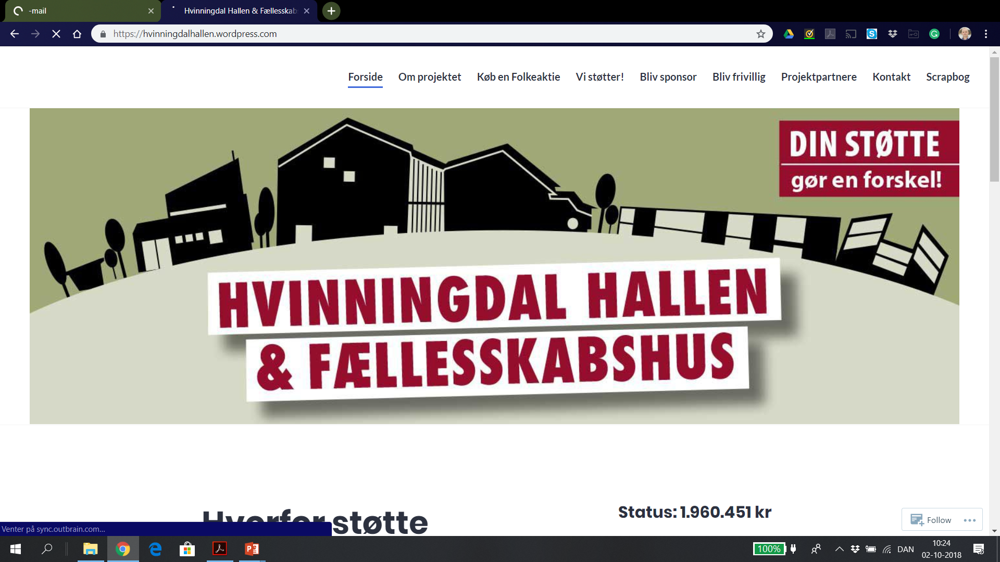 -mail
Hvinningdal Hallen & Fællesskab
https://hvinningdalhallen.wordpress.com
Forside Om projektet Køb en Folkeaktie Vi støtter! Bliv sponsor Bliv frivillig Projektpartnere Kontakt Scrapbog
DIN STØTTE
gør en forskel!
HVINNINGDAL HALLEN
& FÆLLESSKABSHUS
Hvorfor støtte
Status: 1.960.451 kr
Follow
Venter på sync.outbrain.com...
100%
DAN
10:24
02-10-2018